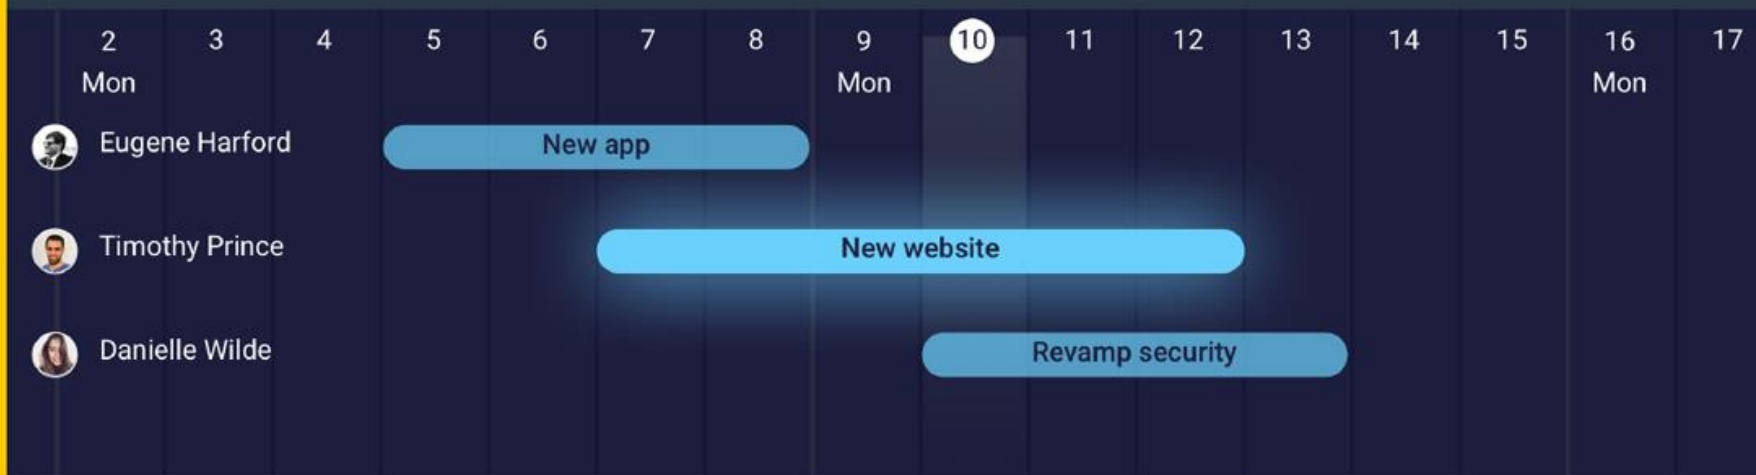 2 3 4 5 6 7 8 9 10 11 12 13 14 15 16 17
Mon Mon Mon
Eugene Harford New app
Timothy Prince New website
Danielle Wilde Revamp security